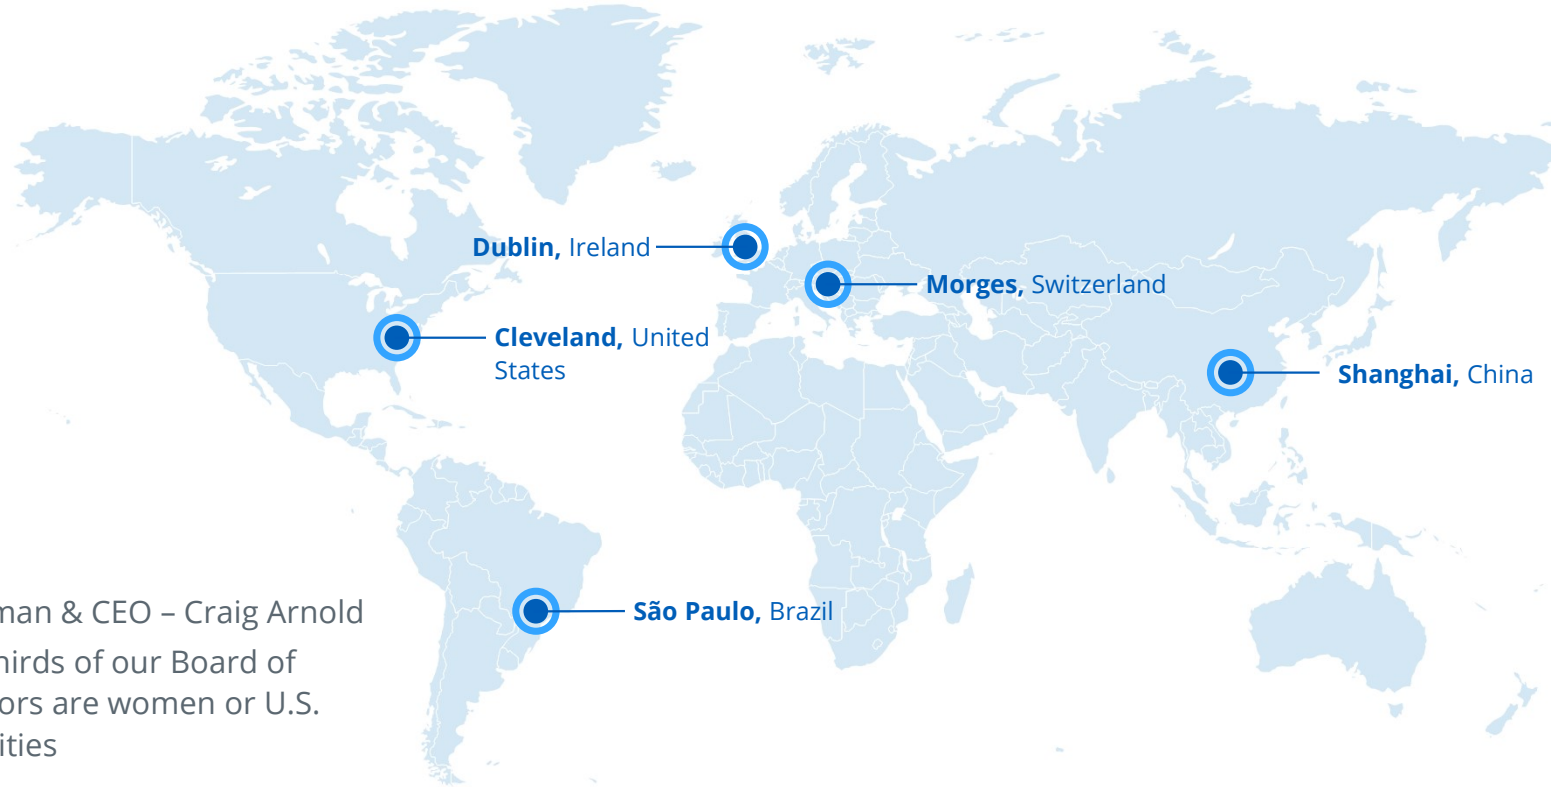 Dublin, Ireland
Morges, Switzerland
Cleveland, United
States
Shanghai, China
São Paulo, Brazil
man & CEO – Craig Arnold
hirds of our Board of
ors are women or U.S.
ities